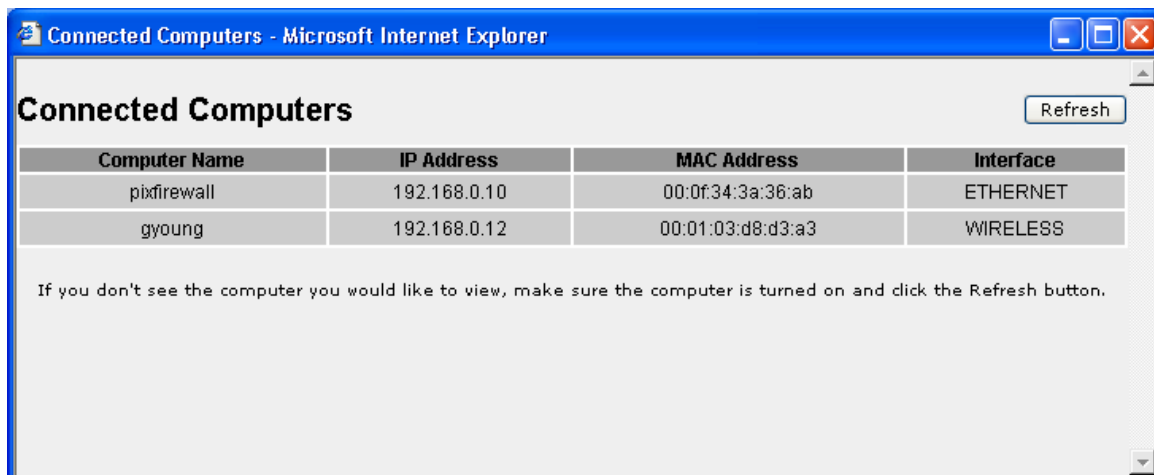 Connected Computers - Microsoft Internet Explorer
Connected Computers
Refresh
Computer Name IP Address MAC Address Interface
pixfirewall 192.168.0.10 00:0f:34:3a:36:ab ETHERNET
gyoung 192.168.0.12 00:01:03:d8:d3:a3 WIRELESS
If you don't see the computer you would like to view, make sure the computer is turned on and click the Refresh button.